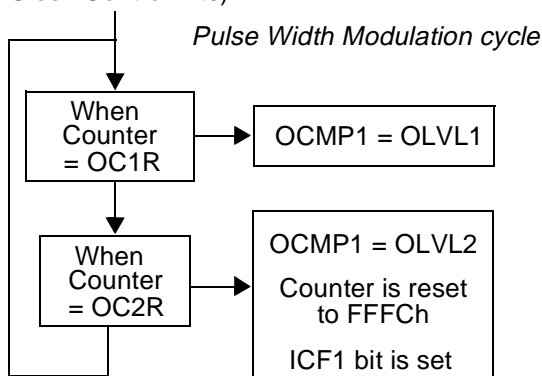 Pulse Width Modulation cycle
When
Counter
= OC1R
OCMP1 = OLVL1
When
Counter
= OC2R
OCMP1 = OLVL2
Counter is reset
to FFFCh
ICF1 bit is set